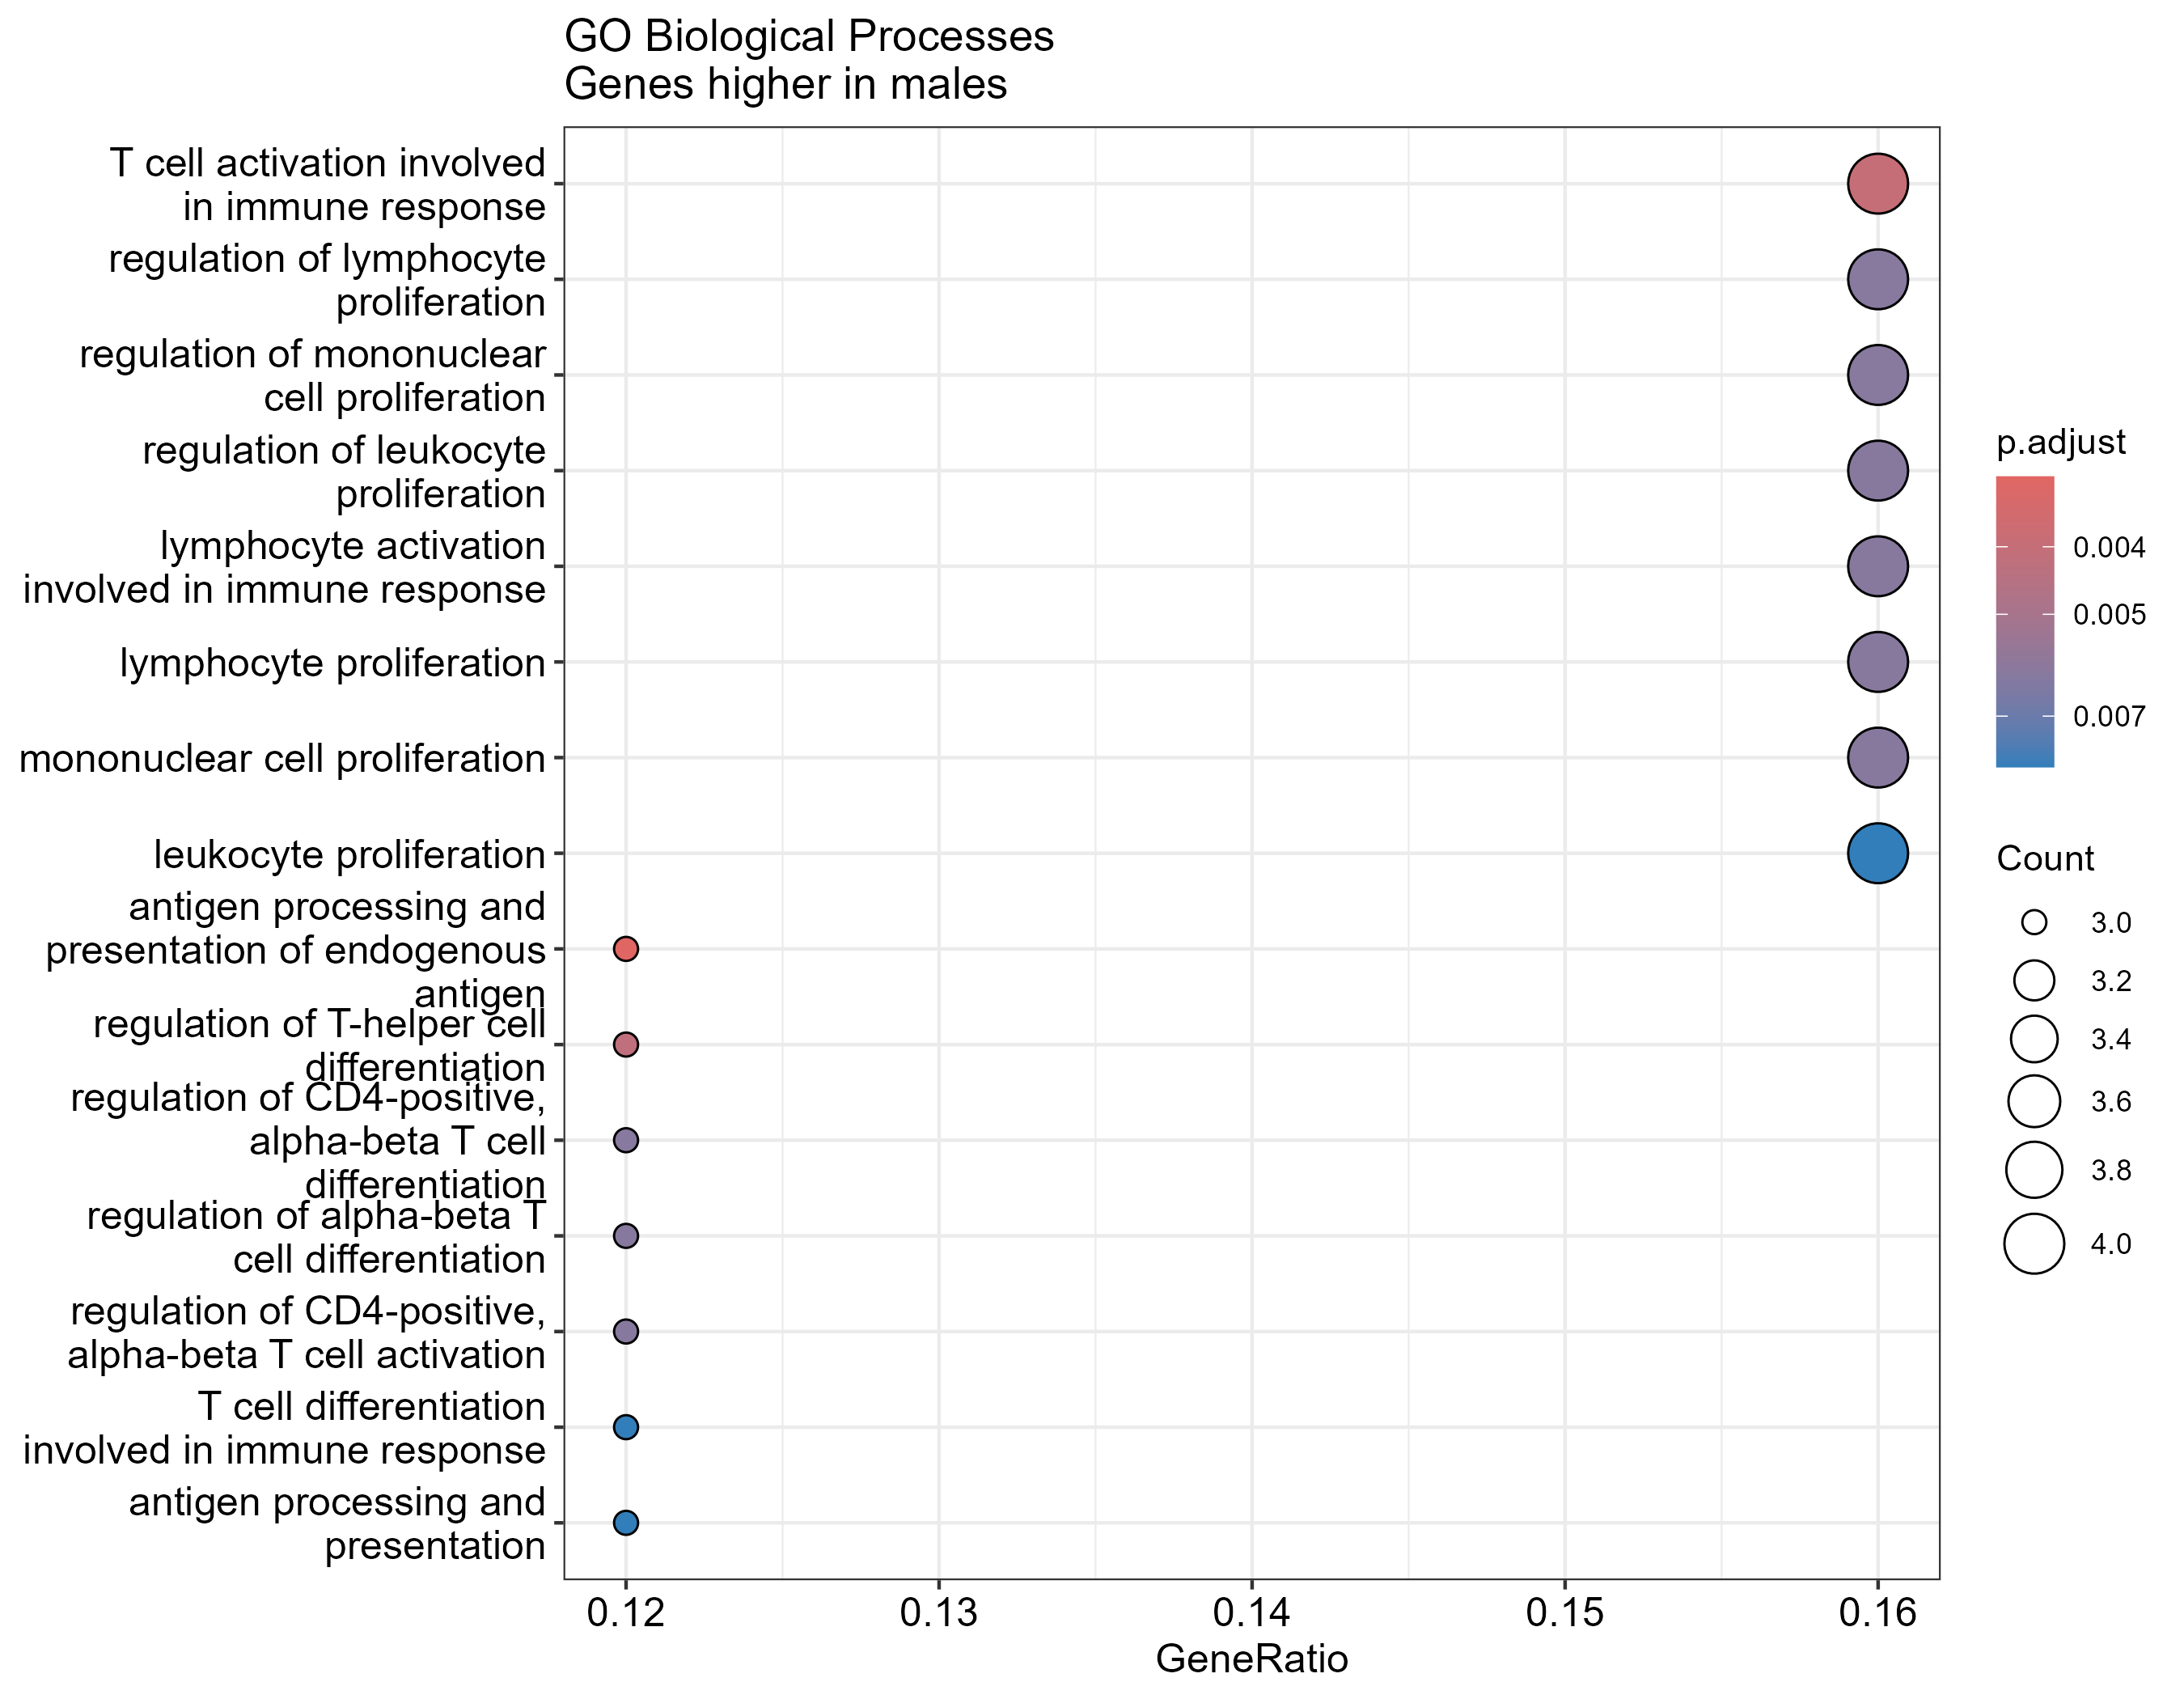 GO Biological Processes
Genes higher in males
T cell activation involved
in immune response
regulation of lymphocyte
proliferation
regulation of mononuclear
cell proliferation
regulation of leukocyte
proliferation
lymphocyte activation
involved in immune response
lymphocyte proliferation
mononuclear cell proliferation
leukocyte proliferation
antigen processing and
presentation of endogenous
antigen
regulation of T-helper cell
differentiation
regulation of CD4-positive,
alpha-beta T cell
differentiation
regulation of alpha-beta T
cell differentiation
regulation of CD4-positive,
alpha-beta T cell activation
T cell differentiation
involved in immune response
antigen processing and
presentation
0.12 0.13 0.14 0.15 0.16
GeneRatio
p.adjust
0.004
0.005
0.007
Count
3.0
3.2
3.4
3.6
3.8
4.0